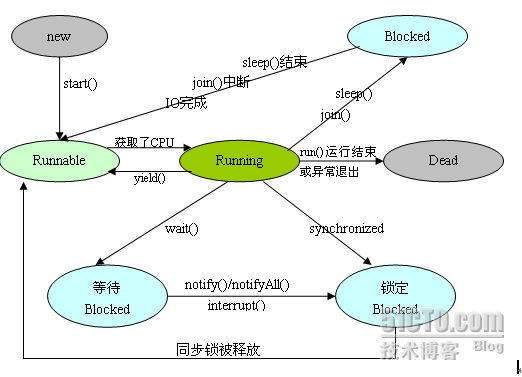 new
Blocked
start()
sleep()结束
join()中断
IO完成
sleep()
join()
Runnable
获取了CPU
yield()
Running
run()运行结束
或异常退出
Dead
wait()
synchronized
等待
Blocked
notify()/notifyAll()
interrupt()
锁定
Blocked
同步锁被释放
51CTO.com
技术博客 Blog